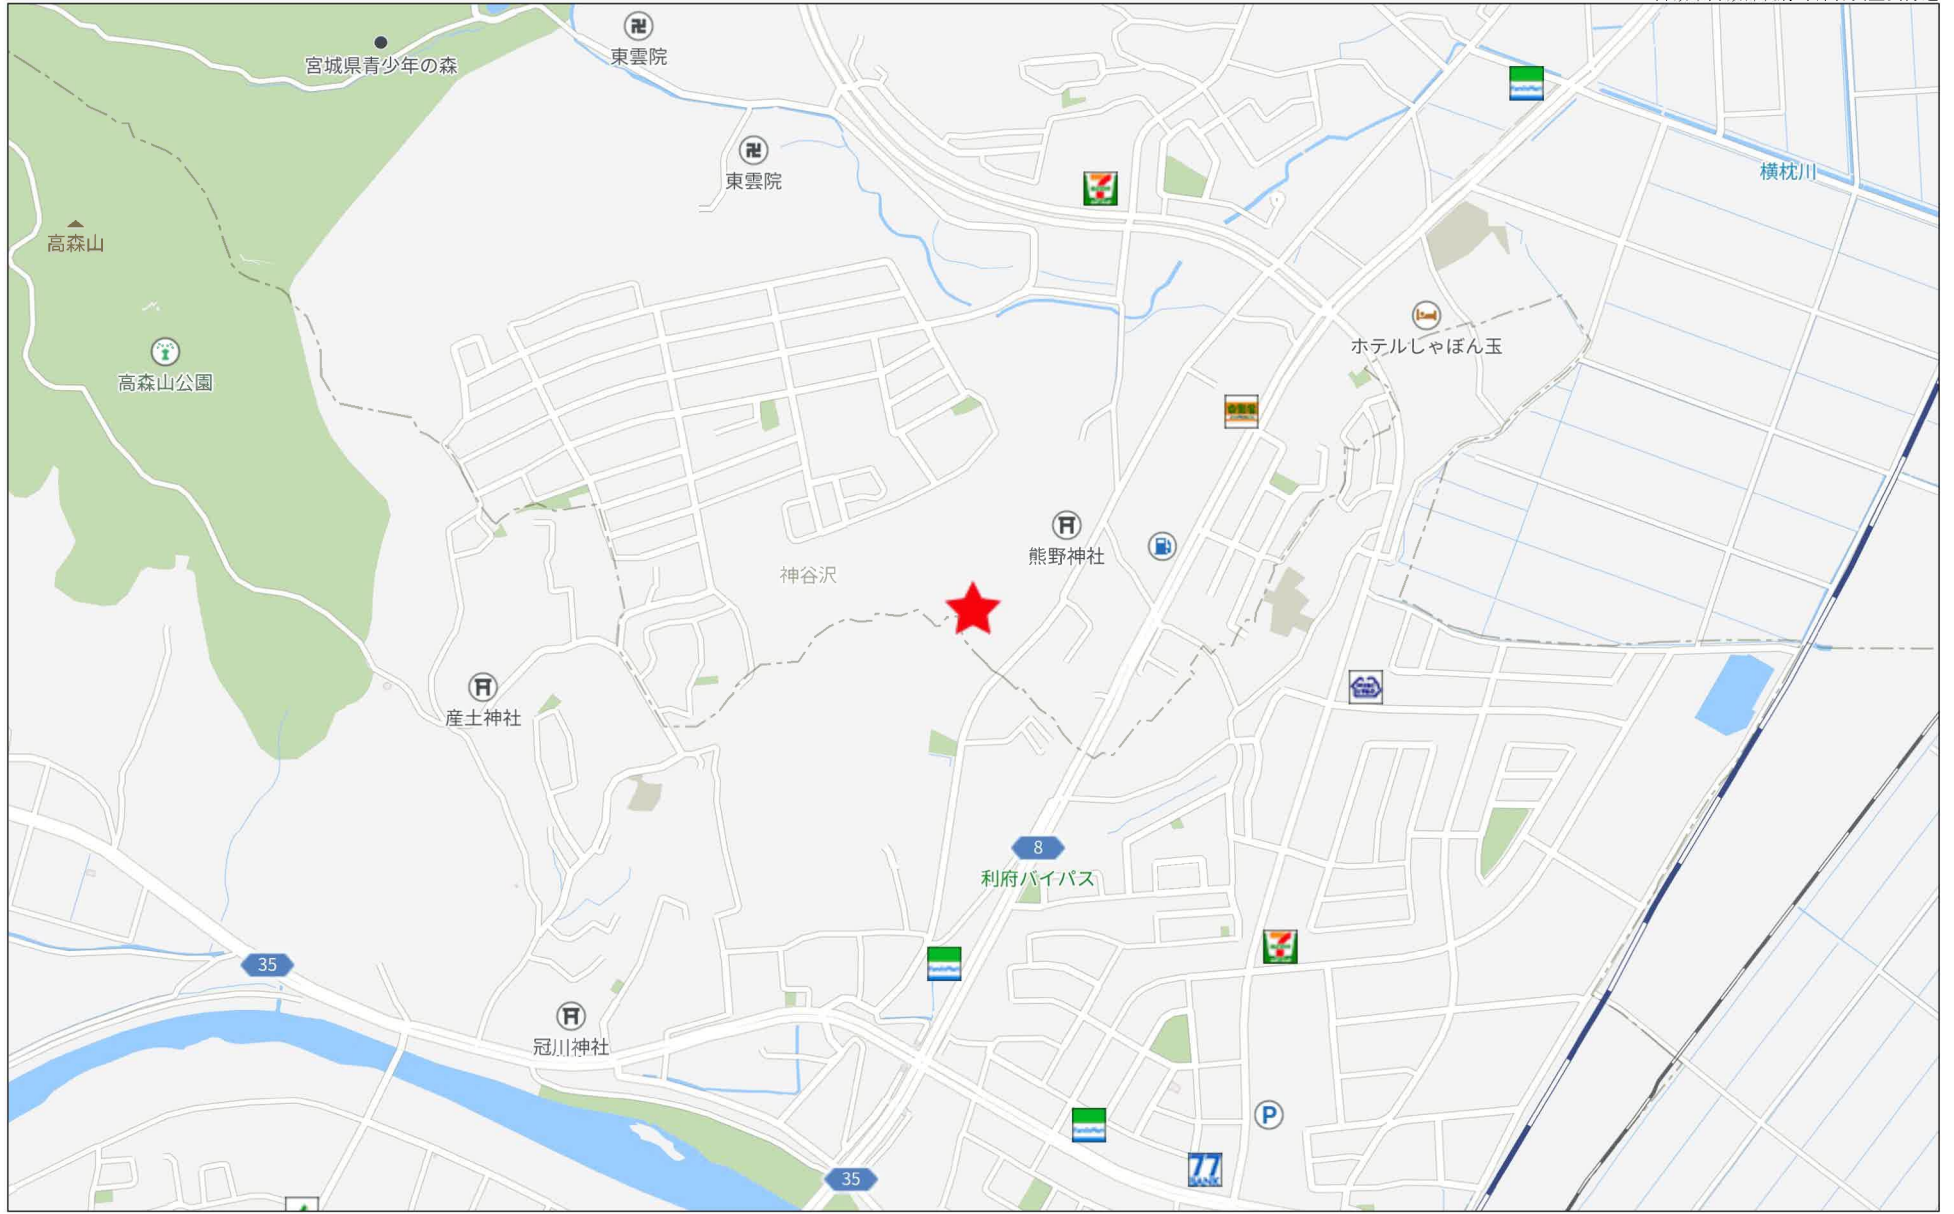 宮城県青少年の森
東雲院
東雲院
横枕川
高森山
高森山公園
ホテルしゃぼん玉
熊野神社
神谷沢
産土神社
8
利府バイパス
35
冠川神社
P
77
BANK
35